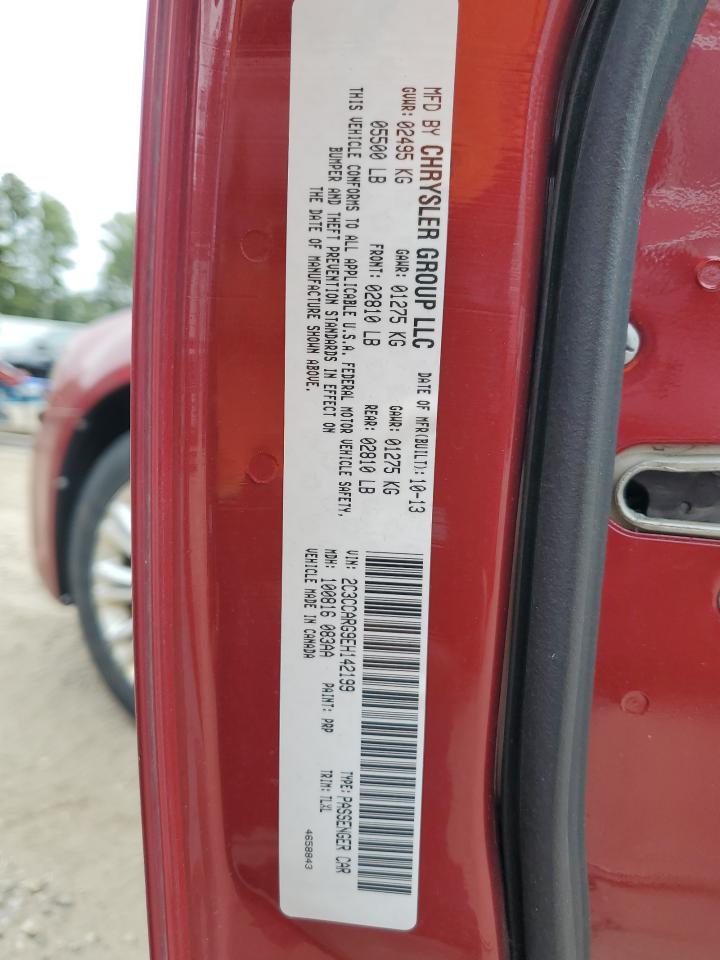 MFD BY CHRYSLER GROUP LLC DATE OF MFR(BUILT): 10-13
GVWR: 02495 KG GAWR: 01275 KG GAWR: 01275 KG
05500 LB FRONT: 02810 LB REAR: 02810 LB
THIS VEHICLE CONFORMS TO ALL APPLICABLE U.S.A. FEDERAL MOTOR VEHICLE SAFETY,
BUMPER AND THEFT PREVENTION STANDARDS IN EFFECT ON
THE DATE OF MANUFACTURE SHOWN ABOVE.
VIN: 2C3CCARG9EH142199 TYPE: PASSENGER CAR
MDH: 100816 083AA PAINT: PRP TRIM: TLXL
VEHICLE MADE IN CANADA 4658843